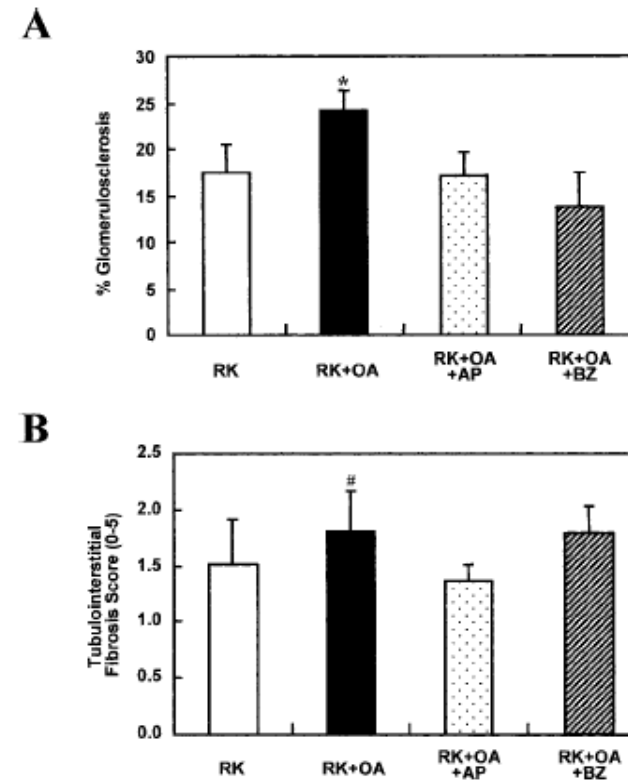 A
% Glomerulosclerosis
30
25
20
15
10
5
0
*
RK
RK+OA
RK+OA
+AP
RK+OA
+BZ
B
Tubulointerstitial
Fibrosis Score (0-5)
2.5
2.0
1.5
1.0
0.5
0.0
#
RK
RK+OA
RK+OA
+AP
RK+OA
+BZ